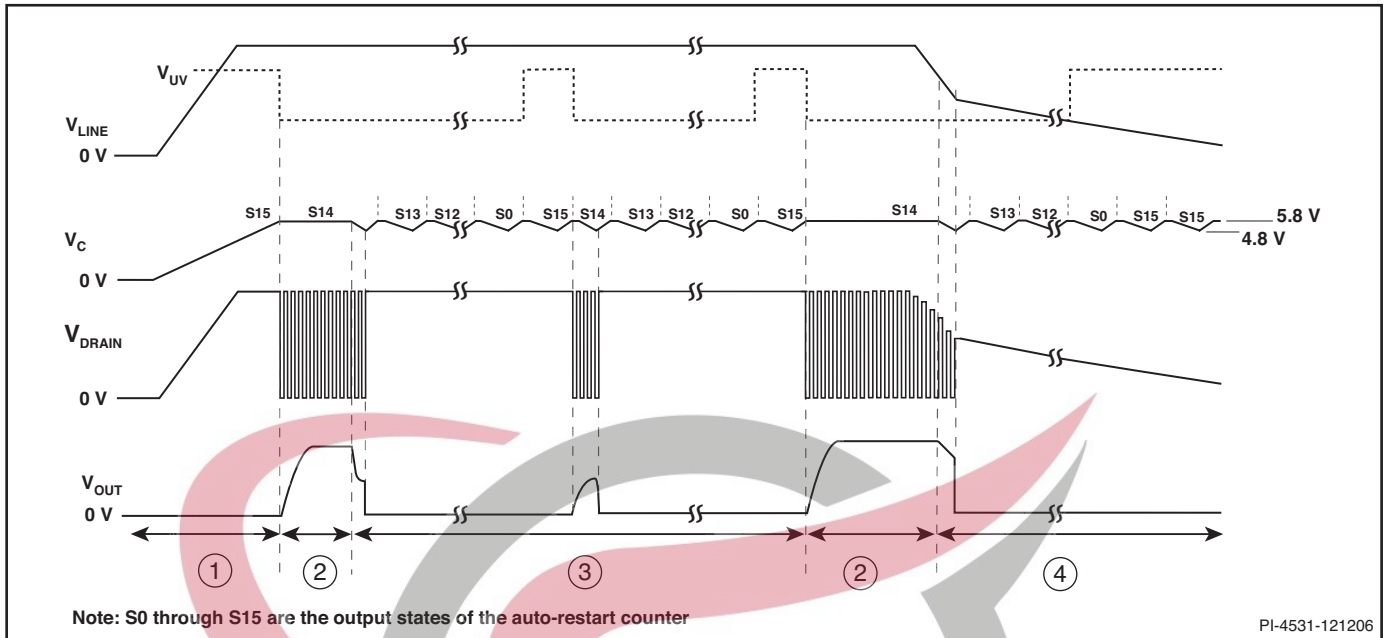 V_UV
V_LINE
0 V
S15 S14 S13 S12 S0 S15 S14 S13 S12 S0 S15 S14 S13 S12 S0 S15 S15
5.8 V
4.8 V
V_C
0 V
V_DRAIN
0 V
V_OUT
0 V
1 2 3 2 4
Note: S0 through S15 are the output states of the auto-restart counter
PI-4531-121206